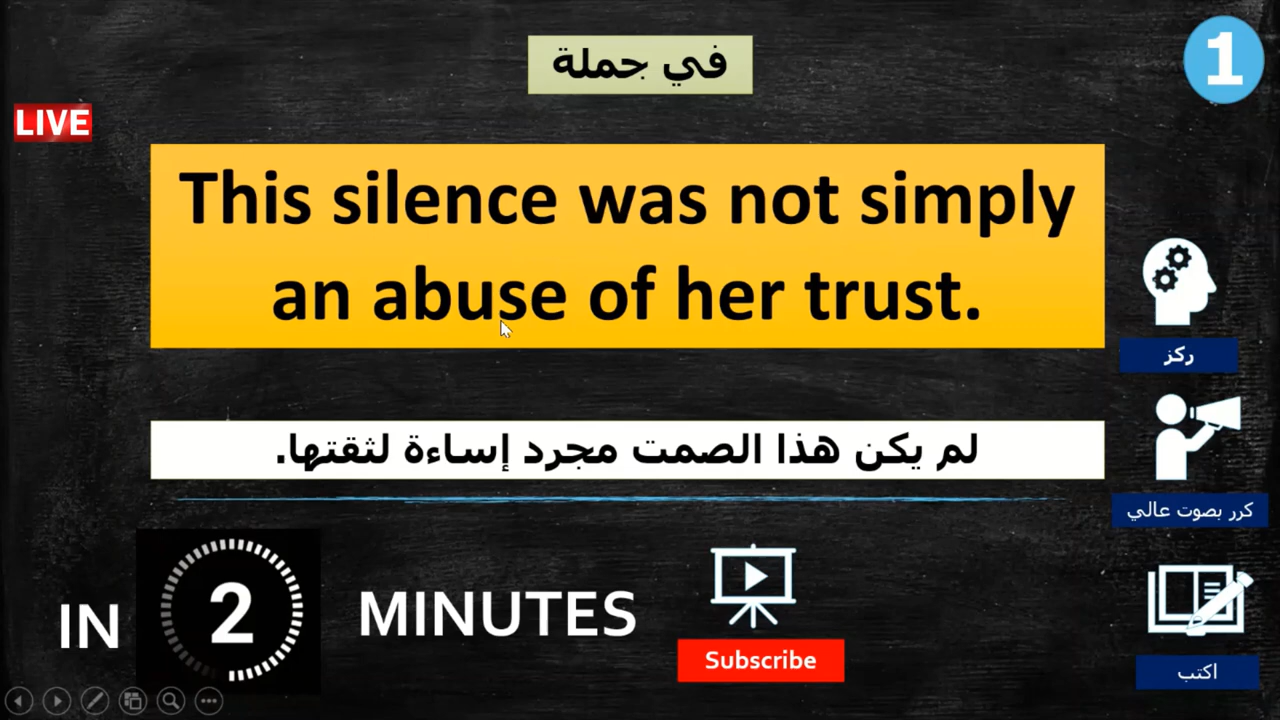 في جملة
1
LIVE
This silence was not simply
an abuse of her trust.
ركز
لم يكن هذا الصمت مجرد إساءة لثقتها.
كرر بصوت عالي
IN 2 MINUTES
Subscribe
اكتب